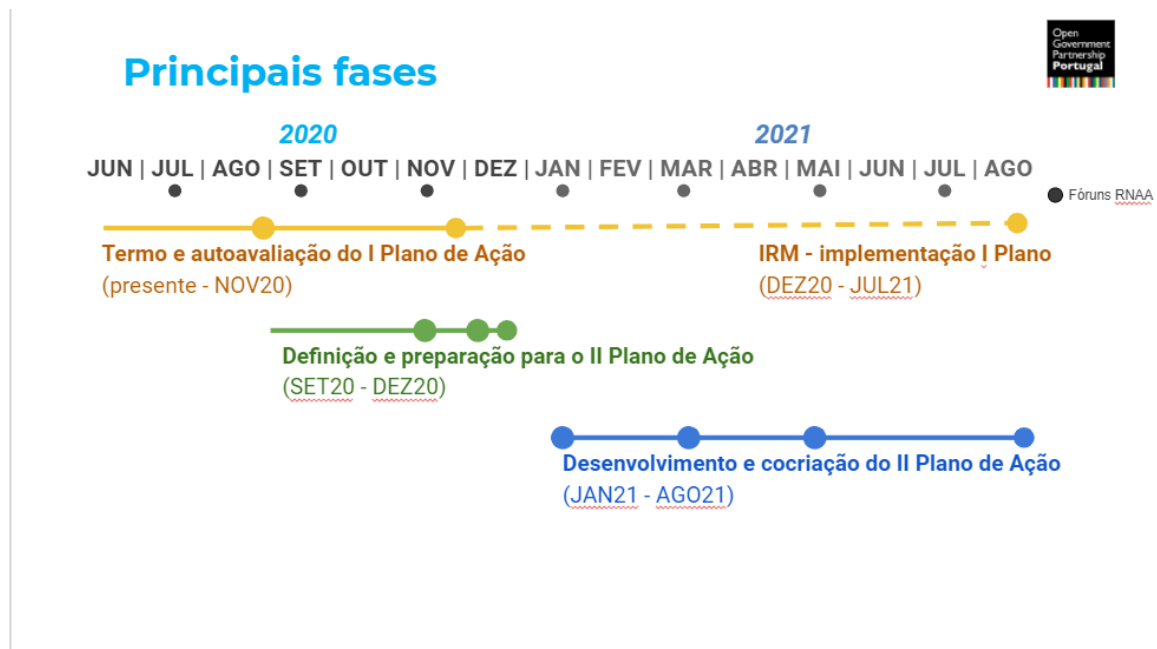 Open
Government
Partnership
Portugal
Principais fases
2020
2021
JUN | JUL | AGO | SET | OUT | NOV | DEZ | JAN | FEV | MAR | ABR | MAI | JUN | JUL | AGO
Fóruns RNAA
Termo e autoavaliação do I Plano de Ação
(presente - NOV20)
IRM - implementação I Plano
(DEZ20 - JUL21)
Definição e preparação para o II Plano de Ação
(SET20 - DEZ20)
Desenvolvimento e cocriação do II Plano de Ação
(JAN21 - AGO21)